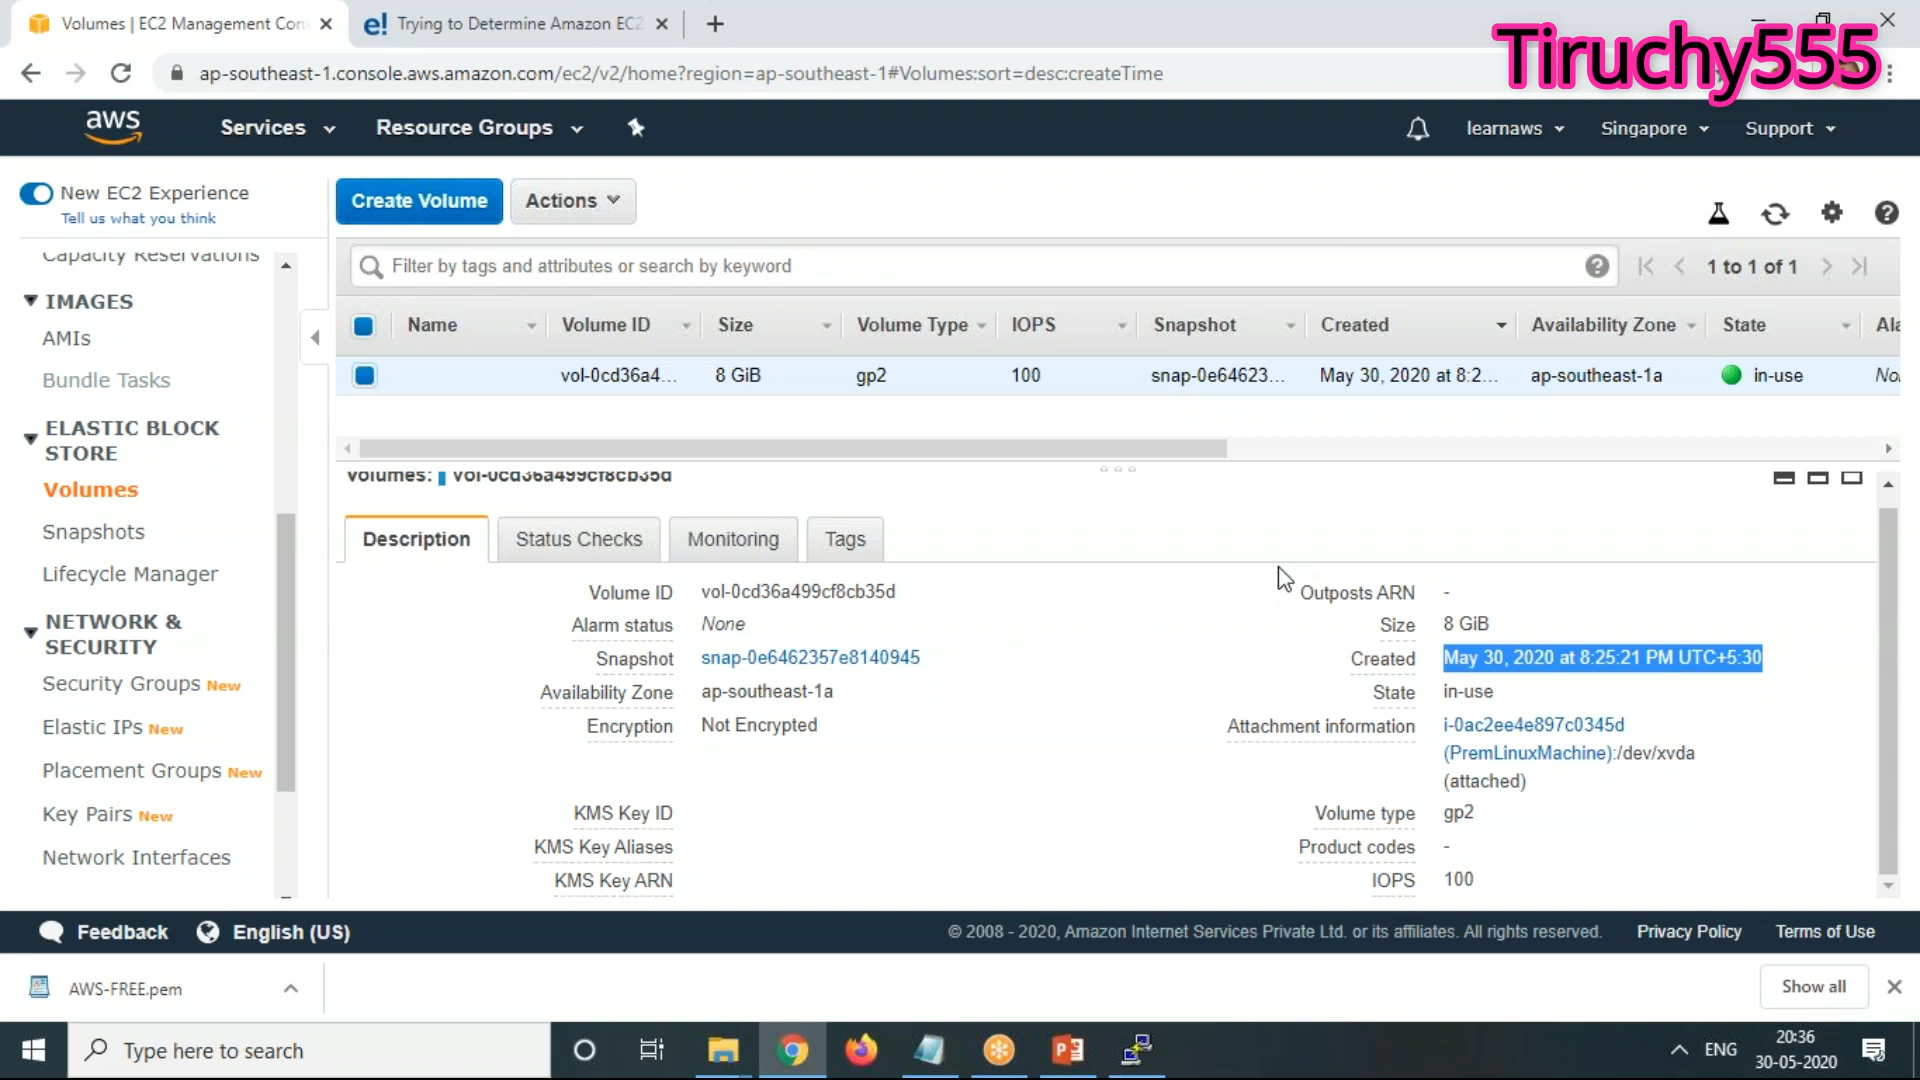 Volumes | EC2 Management Con
Trying to Determine Amazon EC2
Tiruchy555
ap-southeast-1.console.aws.amazon.com/ec2/v2/home?region=ap-southeast-1#Volumes:sort=desc:createTime
aws
Services
Resource Groups
learnaws
Singapore
Support
New EC2 Experience
Tell us what you think
Create Volume
Actions
Filter by tags and attributes or search by keyword
1 to 1 of 1
Capacity Reservations
IMAGES
AMIs
Bundle Tasks
ELASTIC BLOCK
STORE
Volumes
Snapshots
Lifecycle Manager
NETWORK &
SECURITY
Security Groups New
Elastic IPs New
Placement Groups New
Key Pairs New
Network Interfaces
Name Volume ID Size Volume Type IOPS Snapshot Created Availability Zone State Ala
vol-0cd36a4... 8 GiB gp2 100 snap-0e64623... May 30, 2020 at 8:2... ap-southeast-1a in-use No
Volumes: vol-0cd36a499cf8cb35d
Description Status Checks Monitoring Tags
Volume ID vol-0cd36a499cf8cb35d
Alarm status None
Snapshot snap-0e6462357e8140945
Availability Zone ap-southeast-1a
Encryption Not Encrypted
KMS Key ID
KMS Key Aliases
KMS Key ARN
Outposts ARN -
Size 8 GiB
Created May 30, 2020 at 8:25:21 PM UTC+5:30
State in-use
Attachment information i-0ac2ee4e897c0345d
(PremLinuxMachine):/dev/xvda
(attached)
Volume type gp2
Product codes -
IOPS 100
Feedback
English (US)
© 2008 - 2020, Amazon Internet Services Private Ltd. or its affiliates. All rights reserved.
Privacy Policy
Terms of Use
AWS-FREE.pem
Show all
Type here to search
ENG
20:36
30-05-2020